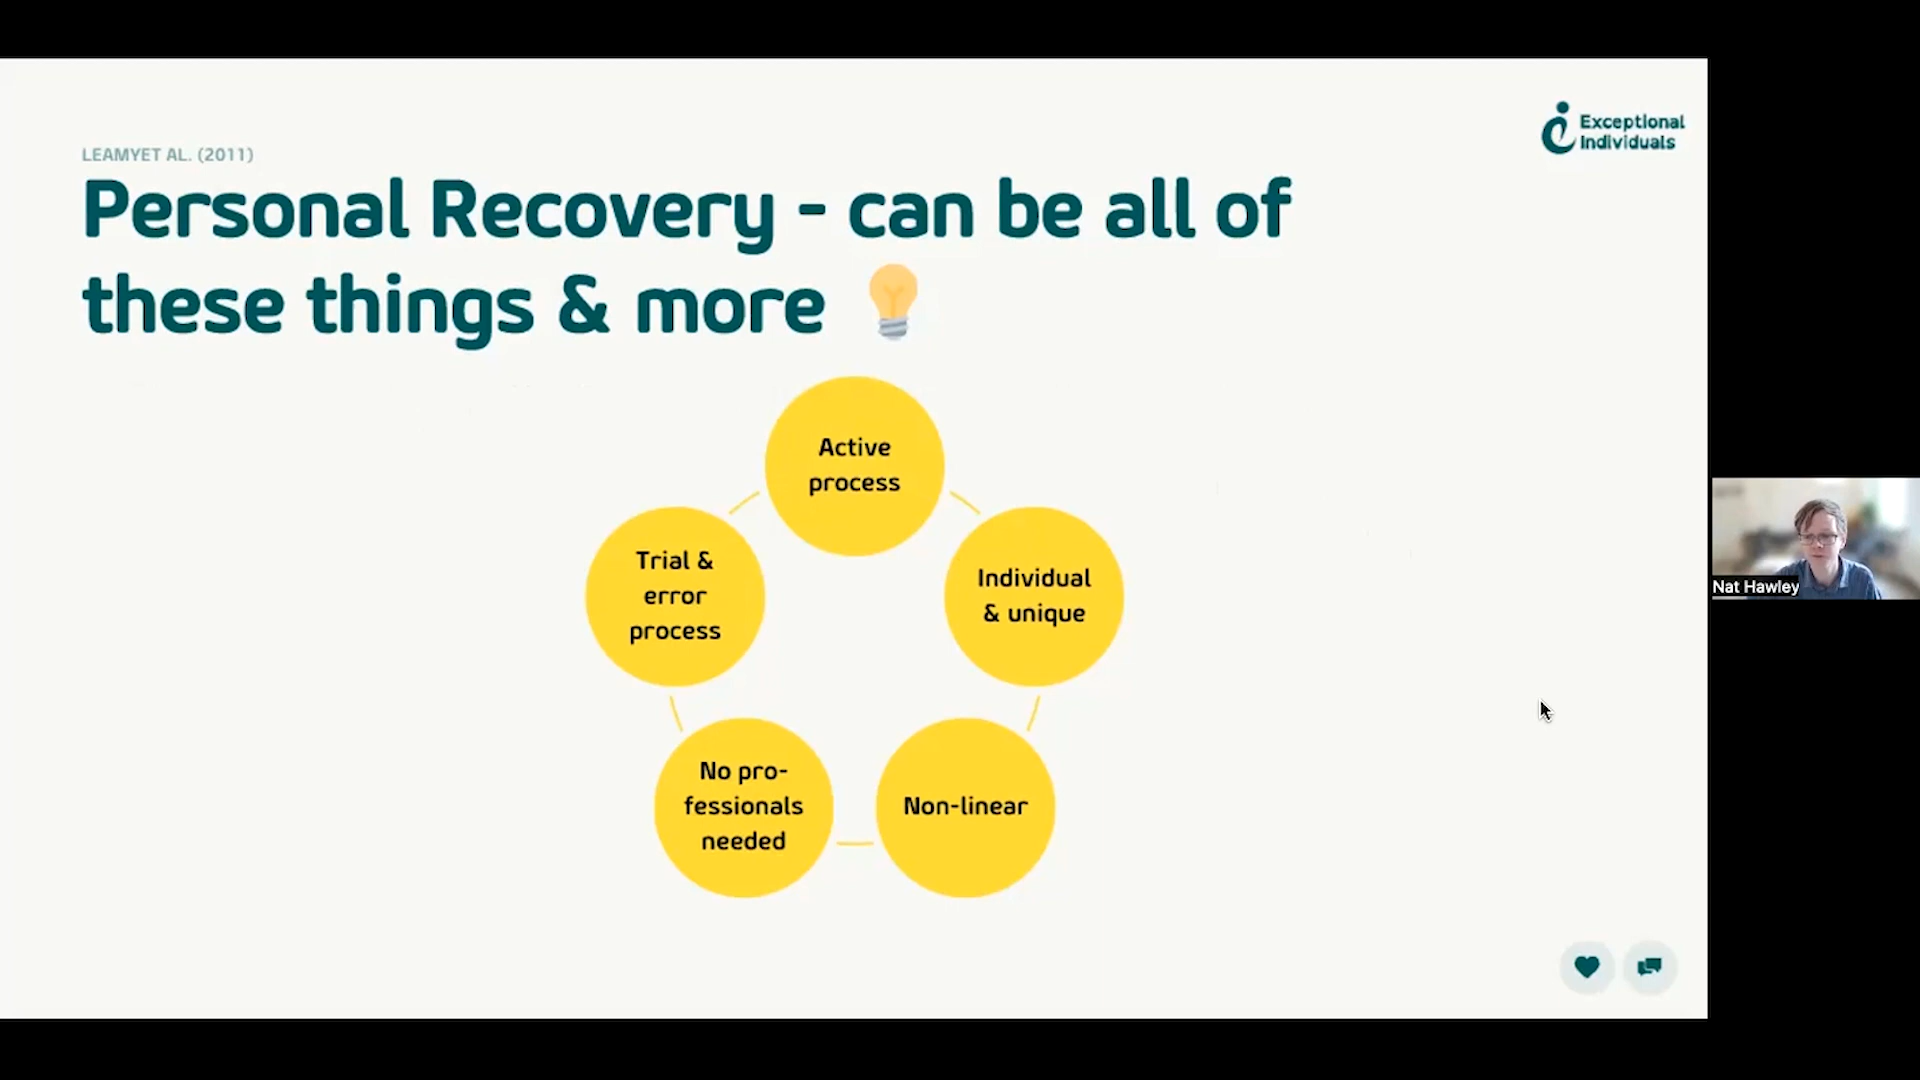 Exceptional
Individuals
LEAMYET AL. (2011)
Personal Recovery - can be all of
these things & more
Active
process
Individual
& unique
Non-linear
No pro-
fessionals
needed
Trial &
error
process
Nat Hawley